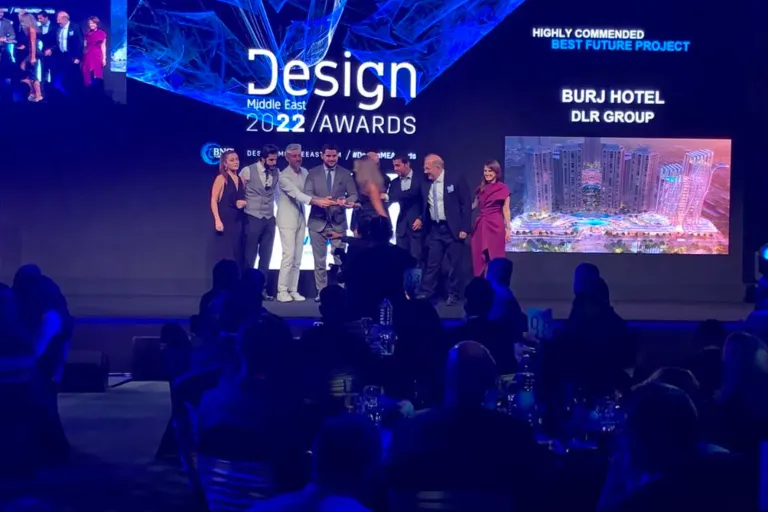 HIGHLY COMMENDED
BEST FUTURE PROJECT
Design
Middle East
2022/AWARDS
BURJ HOTEL
DLR GROUP